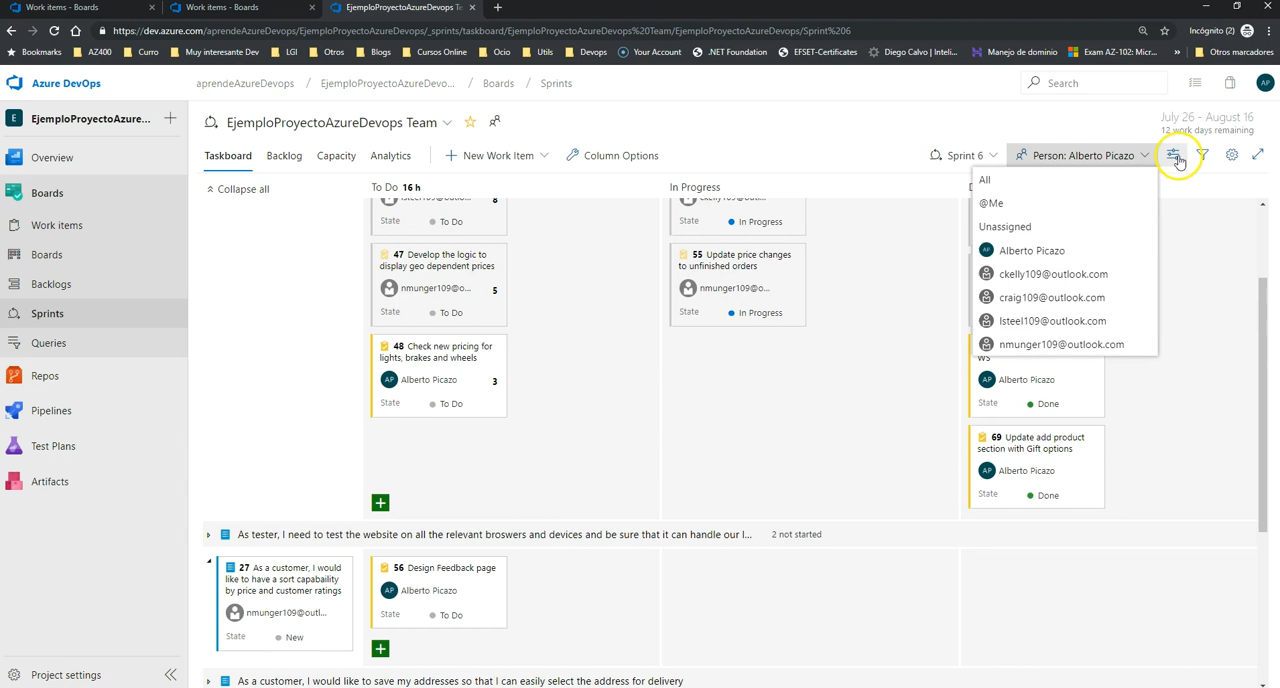 Work items - Boards
Work items - Boards
EjemploProyectoAzureDevops Te
https://dev.azure.com/aprendeAzureDevops/EjemploProyectoAzureDevops/_sprints/taskboard/EjemploProyectoAzureDevops%20Team/EjemploProyectoAzureDevops/Sprint%206
Incógnito (2)
Bookmarks AZ400 Curro Muy interesante Dev LGI Otros Blogs Cursos Online Ocio Utils Devops Your Account .NET Foundation EFSET-Certificates Diego Calvo | Inteli... Manejo de dominio Exam AZ-102: Micr... » Otros marcadores
Azure DevOps
aprendeAzureDevops / EjemploProyectoAzureDevo... / Boards / Sprints
Search
AP
E EjemploProyectoAzure...
Overview
Boards
Work items
Boards
Backlogs
Sprints
Queries
Repos
Pipelines
Test Plans
Artifacts
Project settings
EjemploProyectoAzureDevops Team
July 26 - August 16
12 work days remaining
Taskboard Backlog Capacity Analytics New Work Item Column Options
Sprint 6 Person: Alberto Picazo
Collapse all
To Do 16 h
In Progress
D
All
@Me
Unassigned
AP Alberto Picazo
ckelly109@outlook.com
craig109@outlook.com
lsteel109@outlook.com
nmunger109@outlook.com
lsteel109@ou... 8
State To Do
ckelly109@ou...
State In Progress
47 Develop the logic to
display geo dependent prices
nmunger109@o... 5
State To Do
55 Update price changes
to unfinished orders
nmunger109@o...
State In Progress
48 Check new pricing for
lights, brakes and wheels
AP Alberto Picazo 3
State To Do
WS
AP Alberto Picazo
State Done
69 Update add product
section with Gift options
AP Alberto Picazo
State Done
As tester, I need to test the website on all the relevant broswers and devices and be sure that it can handle our l... 2 not started
27 As a customer, I would
like to have a sort capabaility
by price and customer ratings
nmunger109@outl...
State New
56 Design Feedback page
AP Alberto Picazo
State To Do
As a customer, I would like to save my addresses so that I can easily select the address for delivery